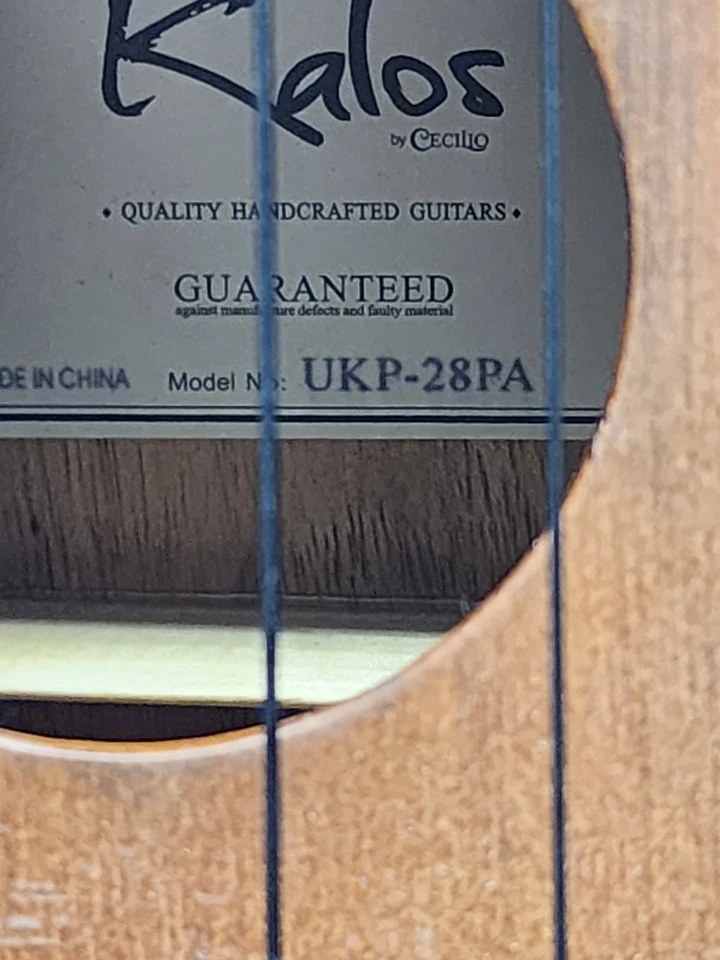 Kalos
by CECILIO
• QUALITY HANDCRAFTED GUITARS •
GUARANTEED
against manufacture defects and faulty material
DE IN CHINA Model No: UKP-28PA